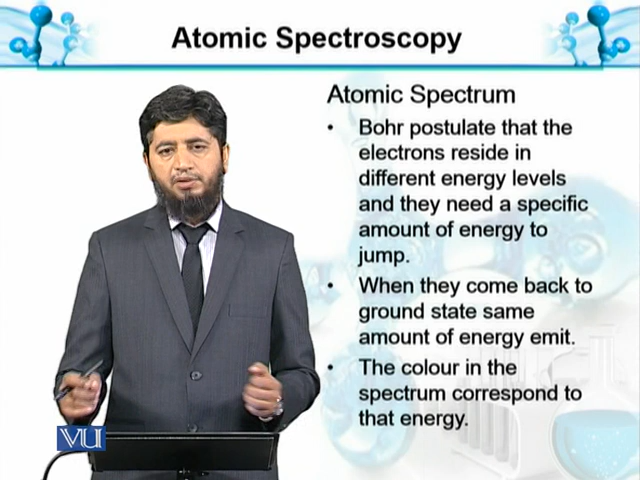 Atomic Spectroscopy
Atomic Spectrum
• Bohr postulate that the
electrons reside in
different energy levels
and they need a specific
amount of energy to
jump.
• When they come back to
ground state same
amount of energy emit.
• The colour in the
spectrum correspond to
that energy.
VU